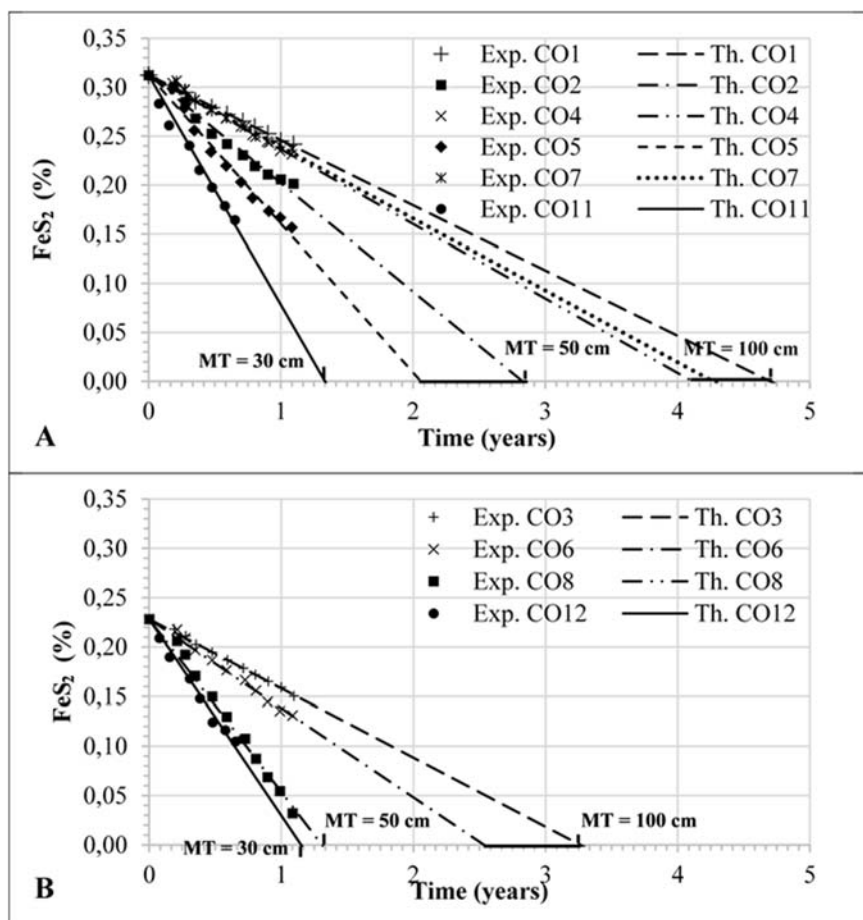 0,35
0,30
0,25
0,20
0,15
0,10
0,05
0,00
FeS₂ (%)
Exp. CO1 Th. CO1
Exp. CO2 Th. CO2
Exp. CO4 Th. CO4
Exp. CO5 Th. CO5
Exp. CO7 Th. CO7
Exp. CO11 Th. CO11
MT = 30 cm
MT = 50 cm
MT = 100 cm
0 1 2 3 4 5
Time (years)
A
0,35
0,30
0,25
0,20
0,15
0,10
0,05
0,00
FeS₂ (%)
Exp. CO3 Th. CO3
Exp. CO6 Th. CO6
Exp. CO8 Th. CO8
Exp. CO12 Th. CO12
MT = 30 cm
MT = 50 cm
MT = 100 cm
0 1 2 3 4 5
Time (years)
B